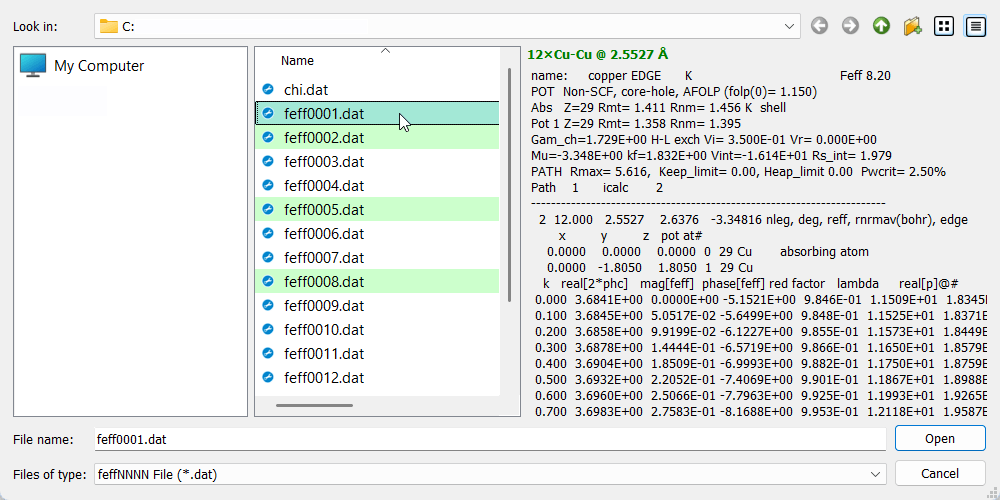 Look in: C:
My Computer
Name
chi.dat
feff0001.dat
feff0002.dat
feff0003.dat
feff0004.dat
feff0005.dat
feff0006.dat
feff0007.dat
feff0008.dat
feff0009.dat
feff0010.dat
feff0011.dat
feff0012.dat
12×Cu-Cu @ 2.5527 Å
name: copper EDGE K Feff 8.20
POT Non-SCF, core-hole, AFOLP (folp(0)= 1.150)
Abs Z=29 Rmt= 1.411 Rnm= 1.456 K shell
Pot 1 Z=29 Rmt= 1.358 Rnm= 1.395
Gam_ch=1.729E+00 H-L exch Vi= 3.500E-01 Vr= 0.000E+00
Mu=-3.348E+00 kf=1.832E+00 Vint=-1.614E+01 Rs_int= 1.979
PATH Rmax= 5.616, Keep_limit= 0.00, Heap_limit 0.00 Pwcrit= 2.50%
Path 1 icalc 2
-----------------------------------------------------------------------
2 12.000 2.5527 2.6376 -3.34816 nleg, deg, reff, rnrmav(bohr), edge
x y z pot at#
0.0000 0.0000 0.0000 0 29 Cu absorbing atom
0.0000 -1.8050 1.8050 1 29 Cu
k real[2*phc] mag[feff] phase[feff] red factor lambda real[p]@#
0.000 3.6841E+00 0.0000E+00 -5.1521E+00 9.846E-01 1.1509E+01 1.8345E
0.100 3.6845E+00 5.0517E-02 -5.6499E+00 9.848E-01 1.1525E+01 1.8371E
0.200 3.6858E+00 9.9199E-02 -6.1227E+00 9.855E-01 1.1573E+01 1.8449E
0.300 3.6878E+00 1.4444E-01 -6.5719E+00 9.866E-01 1.1650E+01 1.8579E
0.400 3.6904E+00 1.8509E-01 -6.9993E+00 9.882E-01 1.1750E+01 1.8759E
0.500 3.6932E+00 2.2052E-01 -7.4069E+00 9.901E-01 1.1867E+01 1.8988E
0.600 3.6960E+00 2.5066E-01 -7.7963E+00 9.925E-01 1.1993E+01 1.9265E
0.700 3.6983E+00 2.7583E-01 -8.1688E+00 9.953E-01 1.2118E+01 1.9587E
File name: feff0001.dat Open
Files of type: feffNNNN File (*.dat) Cancel